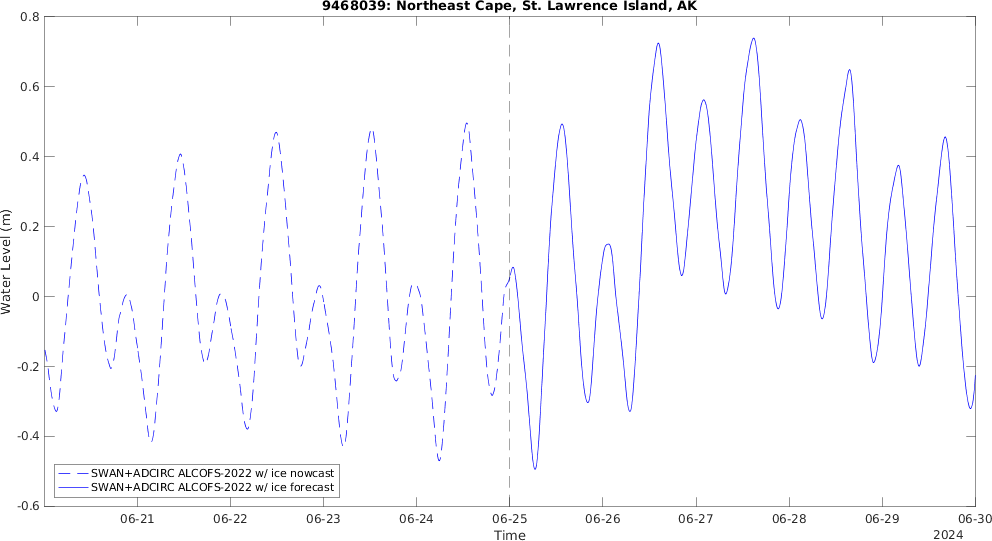 9468039: Northeast Cape, St. Lawrence Island, AK
0.8
0.6
0.4
0.2
0
-0.2
-0.4
-0.6
Water Level (m)
SWAN+ADCIRC ALCOFS-2022 w/ ice nowcast
SWAN+ADCIRC ALCOFS-2022 w/ ice forecast
06-21 06-22 06-23 06-24 06-25 06-26 06-27 06-28 06-29 06-30
Time
2024